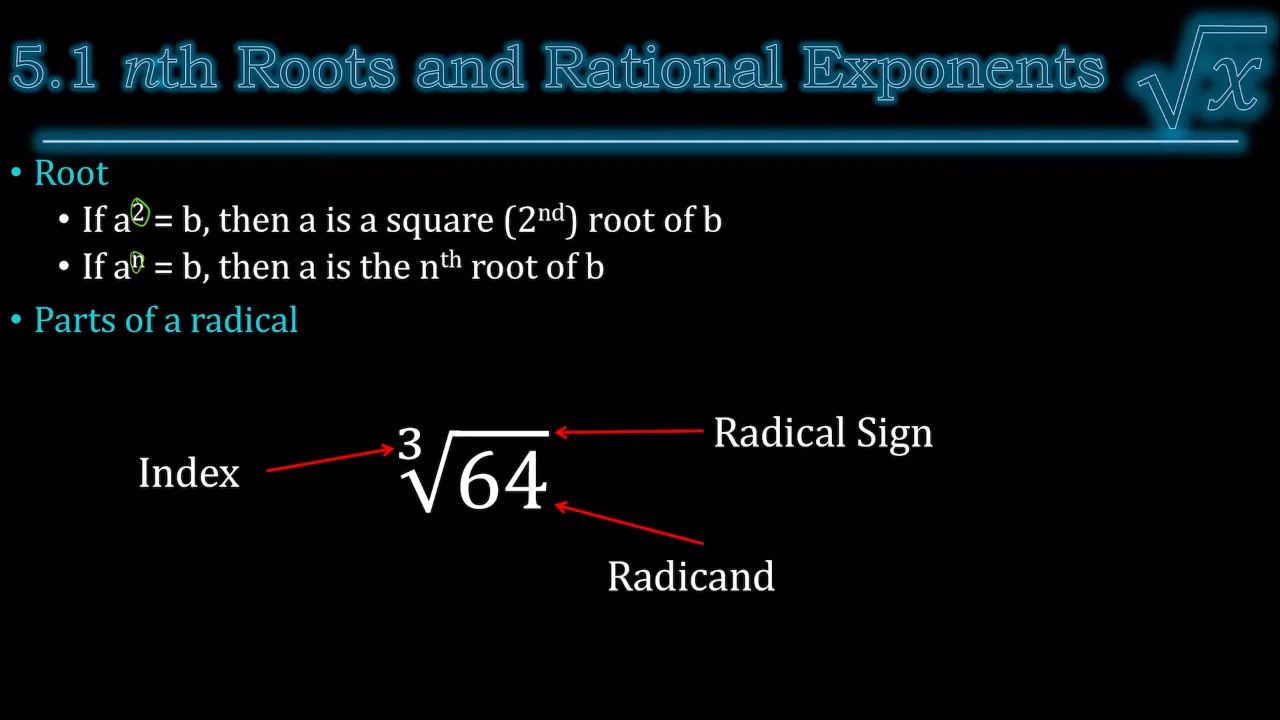 5.1 nth Roots and Rational Exponents √x
• Root
• If a² = b, then a is a square (2ⁿᵈ) root of b
• If aⁿ = b, then a is the nᵗʰ root of b
• Parts of a radical
Radical Sign
Index
∛64
Radicand